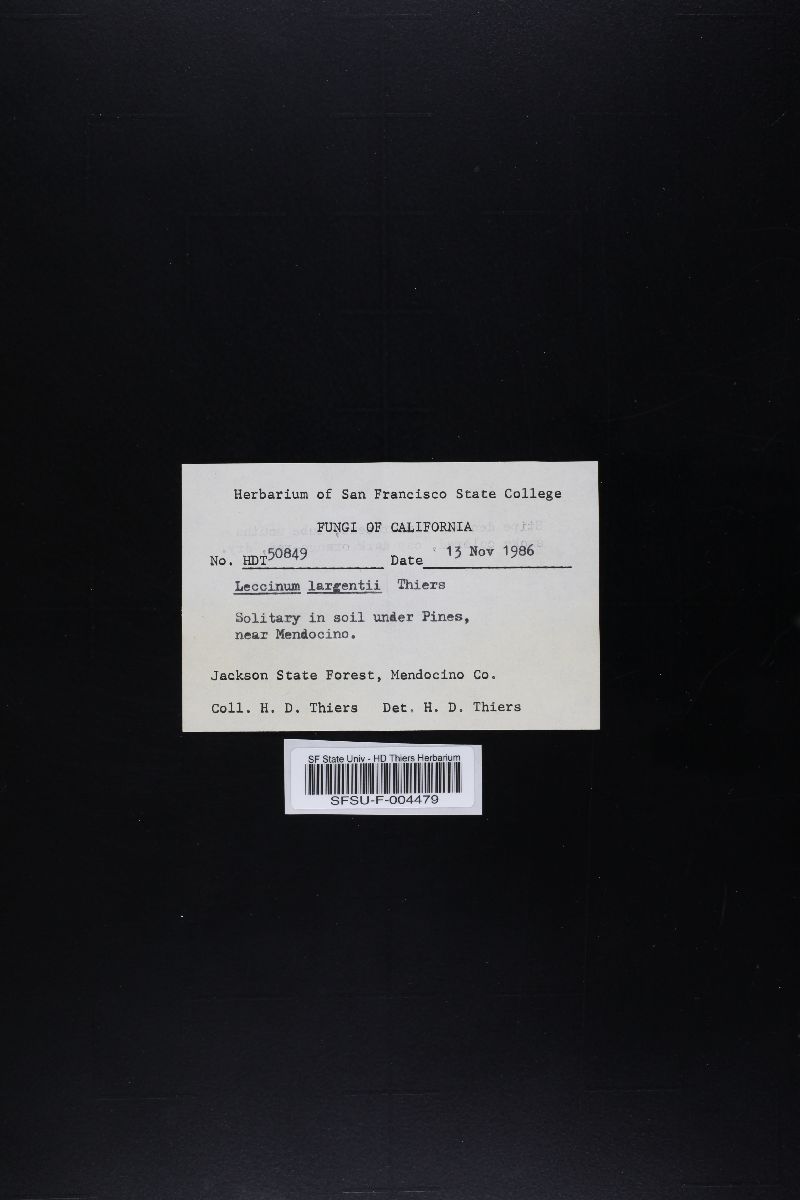 Herbarium of San Francisco State College
FUNGI OF CALIFORNIA
No. HDT50849 Date 13 Nov 1986
Leccinum largentii Thiers
Solitary in soil under Pines,
near Mendocino.
Jackson State Forest, Mendocino Co.
Coll. H. D. Thiers Det. H. D. Thiers
SF State Univ - HD Thiers Herbarium
SFSU-F-004479